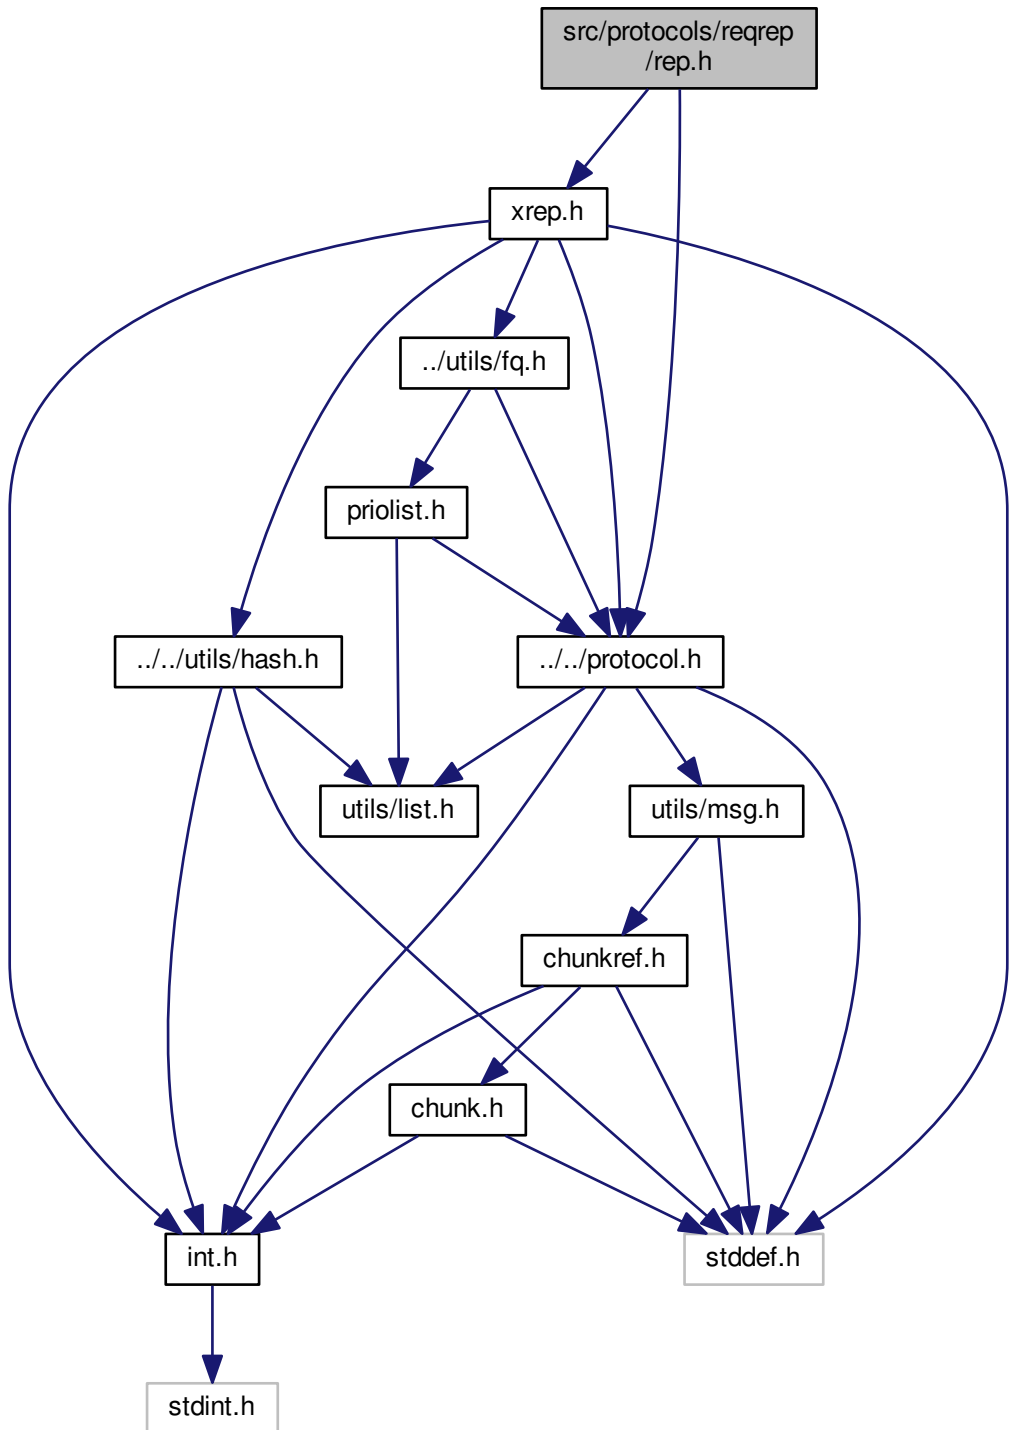 src/protocols/reqrep
/rep.h
xrep.h
../utils/fq.h
priolist.h
../../utils/hash.h
../../protocol.h
utils/list.h
utils/msg.h
chunkref.h
chunk.h
int.h
stddef.h
stdint.h